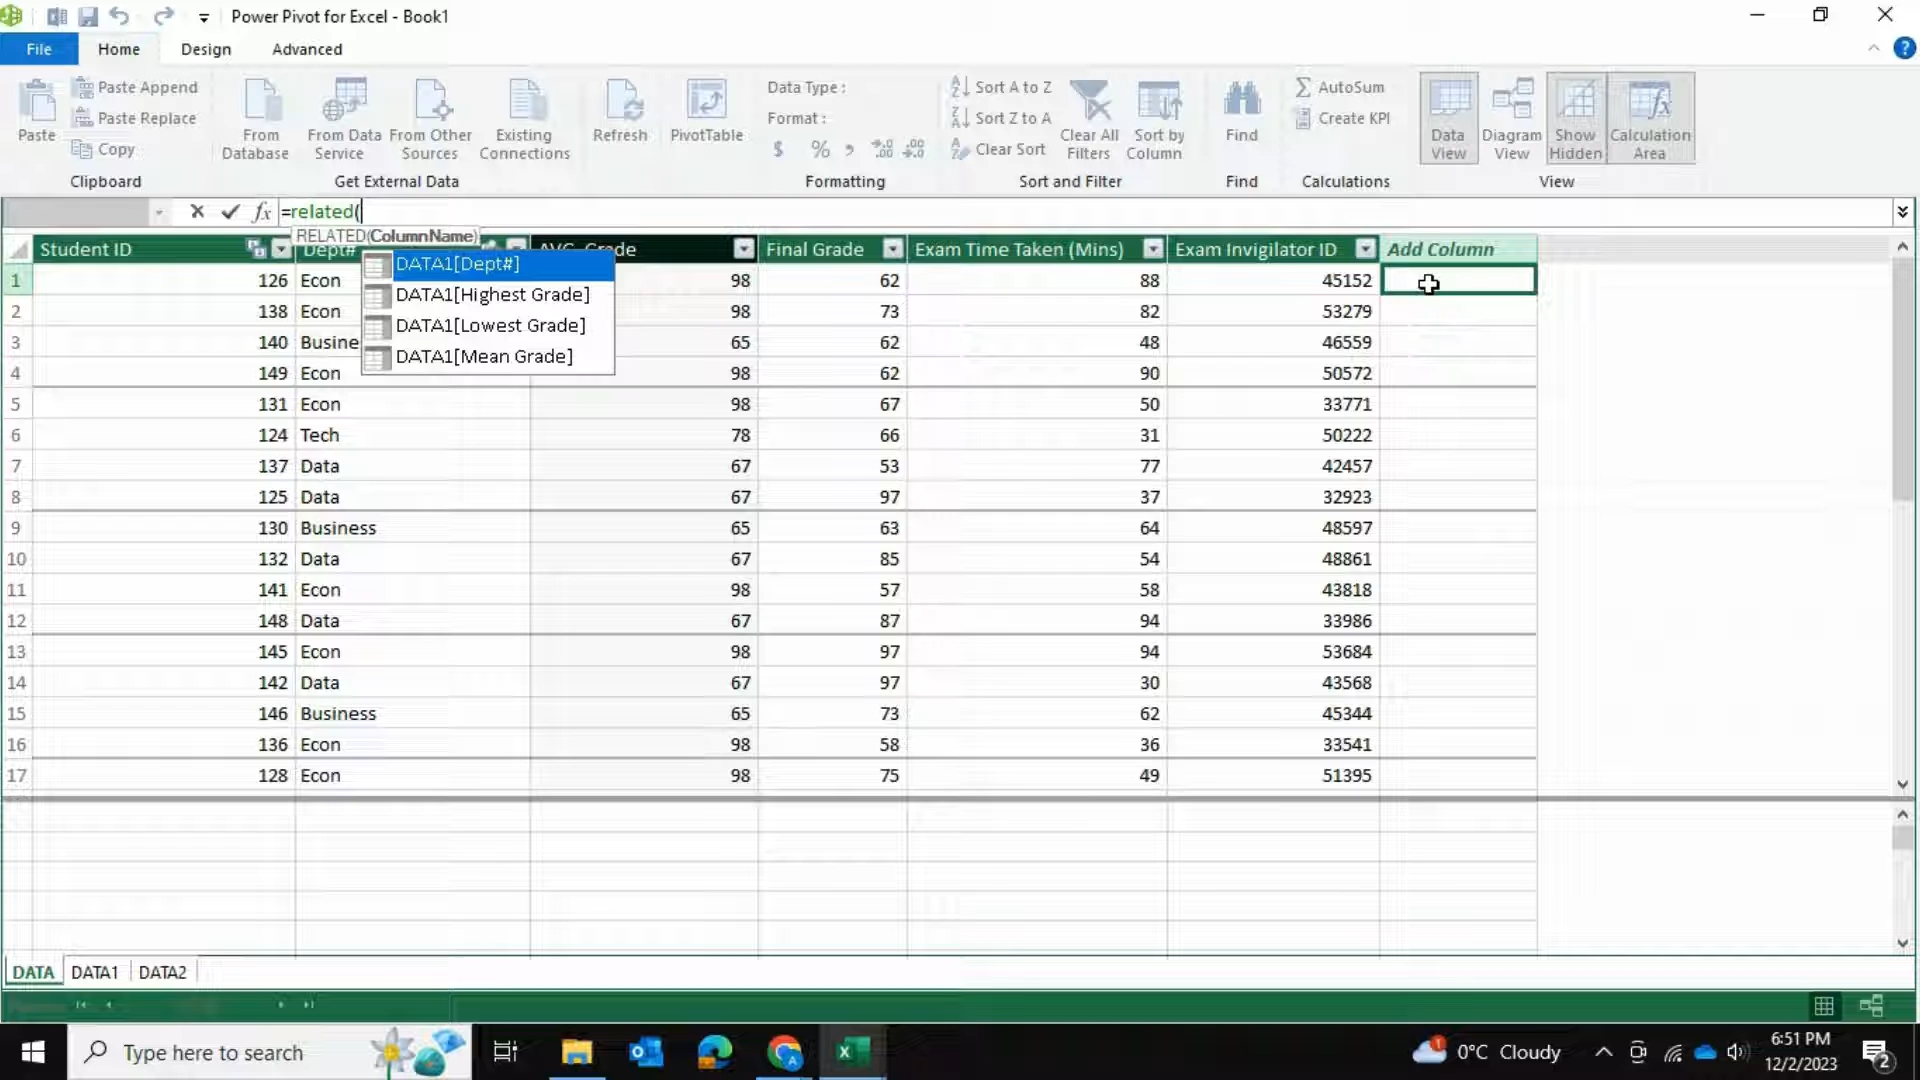 Power Pivot for Excel - Book1
File Home Design Advanced
Paste
Paste Append
Paste Replace
Copy
Clipboard
From Database
From Data Service
From Other Sources
Existing Connections
Get External Data
Refresh
PivotTable
Data Type :
Format :
$ % , .00 .00
Formatting
Sort A to Z
Sort Z to A
Clear Sort
Clear All Filters
Sort by Column
Sort and Filter
Find
Find
AutoSum
Create KPI
Calculations
Data View
Diagram View
Show Hidden
Calculation Area
View
fx =related(
RELATED(ColumnName)
DATA1[Dept#]
DATA1[Highest Grade]
DATA1[Lowest Grade]
DATA1[Mean Grade]
Student ID Dept# Grade Final Grade Exam Time Taken (Mins) Exam Invigilator ID Add Column
1 126 Econ 98 62 88 45152
2 138 Econ 98 73 82 53279
3 140 Busine 65 62 48 46559
4 149 Econ 98 62 90 50572
5 131 Econ 98 67 50 33771
6 124 Tech 78 66 31 50222
7 137 Data 67 53 77 42457
8 125 Data 67 97 37 32923
9 130 Business 65 63 64 48597
10 132 Data 67 85 54 48861
11 141 Econ 98 57 58 43818
12 148 Data 67 87 94 33986
13 145 Econ 98 97 94 53684
14 142 Data 67 97 30 43568
15 146 Business 65 73 62 45344
16 136 Econ 98 58 36 33541
17 128 Econ 98 75 49 51395
DATA DATA1 DATA2
Type here to search
0°C Cloudy
6:51 PM
12/2/2023
2